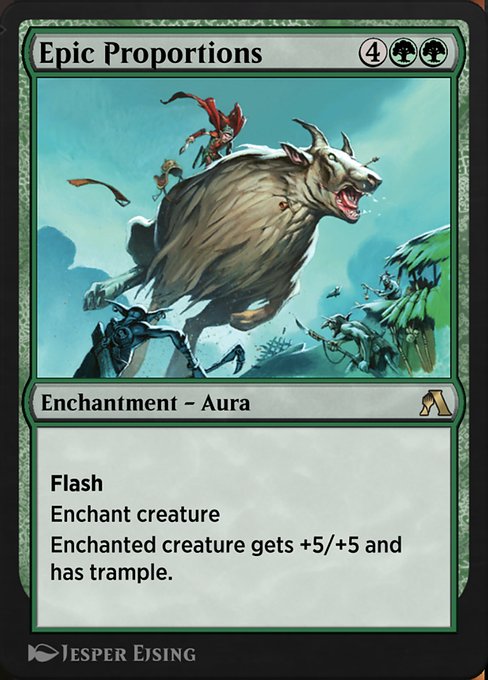 Epic Proportions 4
Enchantment – Aura
Flash
Enchant creature
Enchanted creature gets +5/+5 and
has trample.
Jesper Ejsing